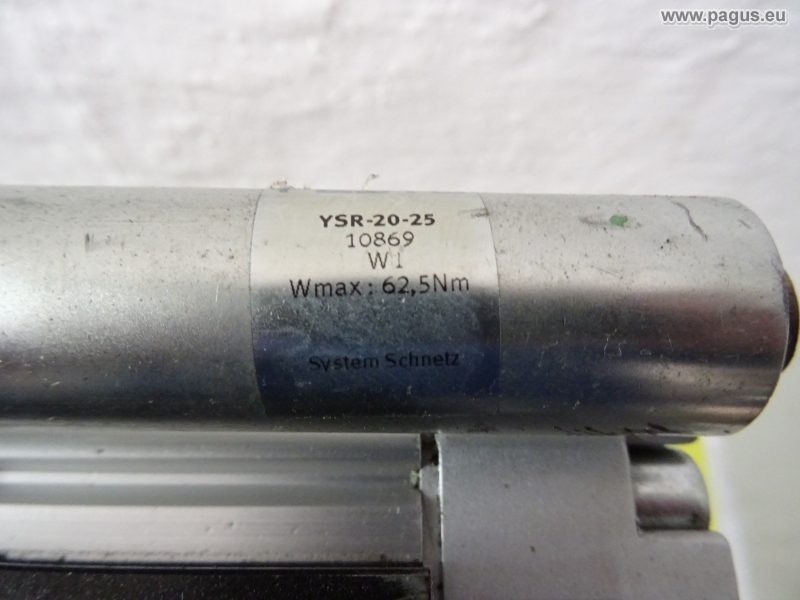 www.pagus.eu
YSR-20-25
10869
W1
Wmax: 62,5Nm
System Schnetz